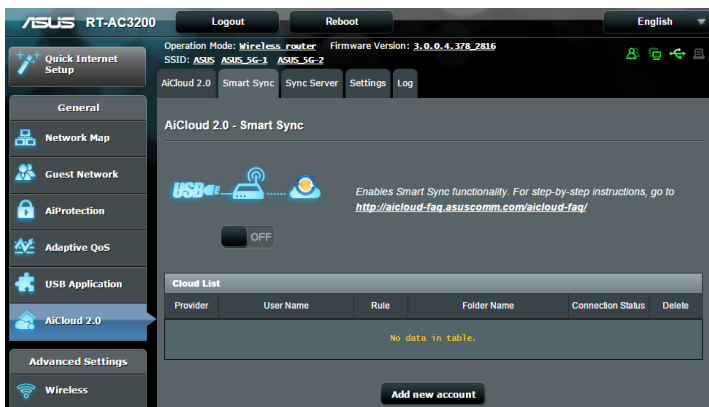 ASUS RT-AC3200 Logout Reboot English
Quick Internet Setup
Operation Mode: Wireless router Firmware Version: 3.0.0.4.378_2816
SSID: ASUS ASUS_5G-1 ASUS_5G-2
AiCloud 2.0 Smart Sync Sync Server Settings Log
General
Network Map
Guest Network
AiProtection
Adaptive QoS
USB Application
AiCloud 2.0
Advanced Settings
Wireless
AiCloud 2.0 - Smart Sync
USB
Enables Smart Sync functionality. For step-by-step instructions, go to
http://aicloud-faq.asuscomm.com/aicloud-faq/
OFF
Cloud List
Provider User Name Rule Folder Name Connection Status Delete
No data in table.
Add new account